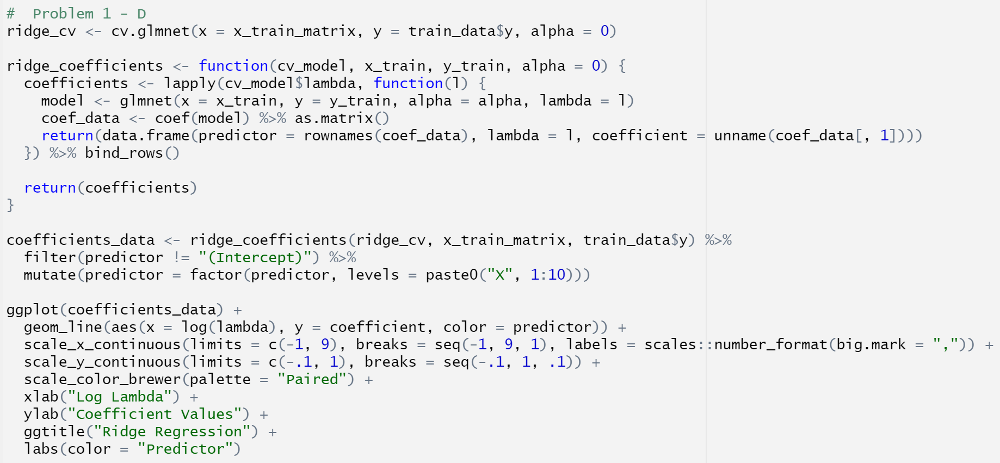 #  Problem 1 - D
ridge_cv <- cv.glmnet(x = x_train_matrix, y = train_data$y, alpha = 0)

ridge_coefficients <- function(cv_model, x_train, y_train, alpha = 0) {
  coefficients <- lapply(cv_model$lambda, function(l) {
    model <- glmnet(x = x_train, y = y_train, alpha = alpha, lambda = l)
    coef_data <- coef(model) %>% as.matrix()
    return(data.frame(predictor = rownames(coef_data), lambda = l, coefficient = unname(coef_data[, 1])))
  }) %>% bind_rows()

  return(coefficients)
}

coefficients_data <- ridge_coefficients(ridge_cv, x_train_matrix, train_data$y) %>%
  filter(predictor != "(Intercept)") %>%
  mutate(predictor = factor(predictor, levels = paste0("X", 1:10)))

ggplot(coefficients_data) +
  geom_line(aes(x = log(lambda), y = coefficient, color = predictor)) +
  scale_x_continuous(limits = c(-1, 9), breaks = seq(-1, 9, 1), labels = scales::number_format(big.mark = ",")) +
  scale_y_continuous(limits = c(-.1, 1), breaks = seq(-.1, 1, .1)) +
  scale_color_brewer(palette = "Paired") +
  xlab("Log Lambda") +
  ylab("Coefficient Values") +
  ggtitle("Ridge Regression") +
  labs(color = "Predictor")